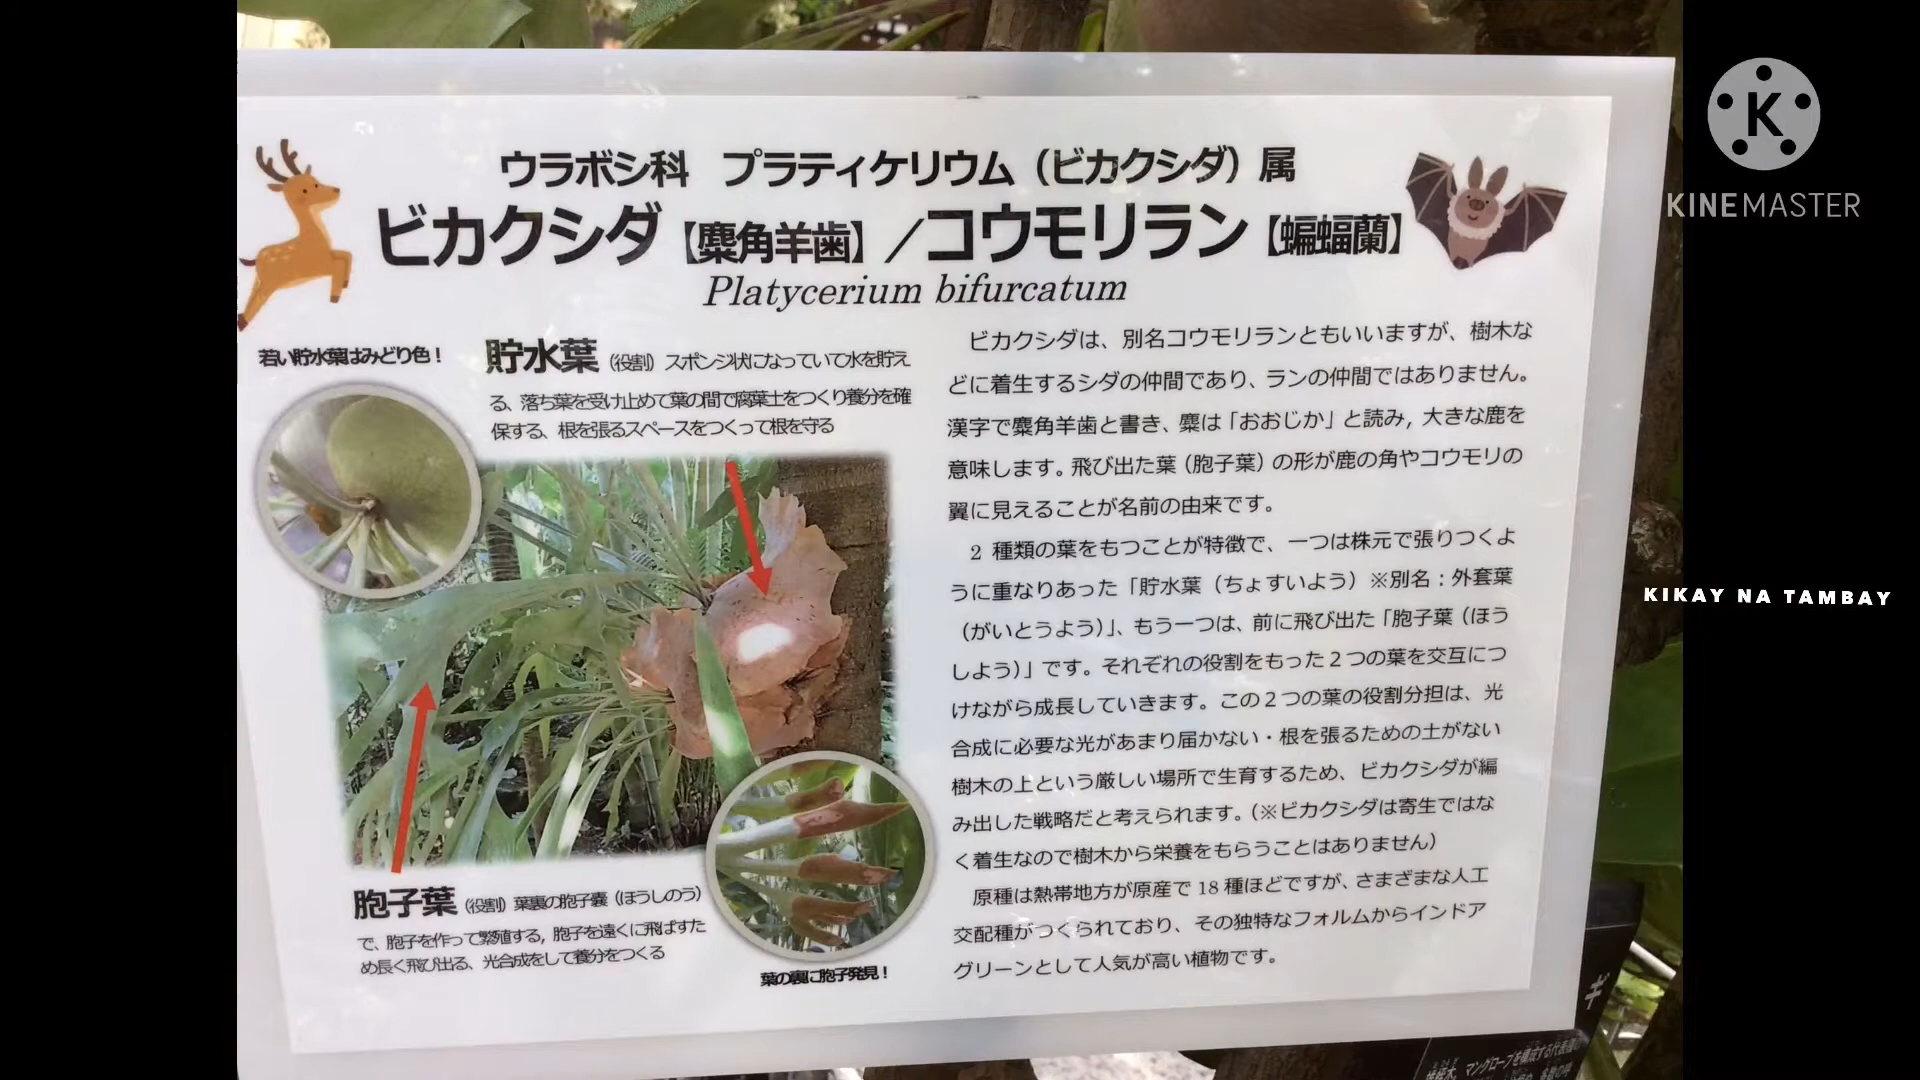 ウラボシ科 プラティケリウム（ビカクシダ）属
ビカクシダ【麋角羊歯】／コウモリラン【蝙蝠蘭】
Platycerium bifurcatum
若い貯水葉はみどり色！
貯水葉（役割）スポンジ状になっていて水を貯え
る、落ち葉を受け止めて葉の間で腐葉土をつくり養分を確
保する、根を張るスペースをつくって根を守る
胞子葉（役割）葉裏の胞子嚢（ほうしのう）
で、胞子を作って繁殖する，胞子を遠くに飛ばすた
め長く飛び出る、光合成をして養分をつくる
葉の裏に胞子発見！
ビカクシダは、別名コウモリランともいいますが、樹木な
どに着生するシダの仲間であり、ランの仲間ではありません。
漢字で麋角羊歯と書き、麋は「おおじか」と読み，大きな鹿を
意味します。飛び出た葉（胞子葉）の形が鹿の角やコウモリの
翼に見えることが名前の由来です。
2 種類の葉をもつことが特徴で、一つは株元で張りつくよ
うに重なりあった「貯水葉（ちょすいよう）※別名：外套葉
（がいとうよう）」、もう一つは、前に飛び出た「胞子葉（ほう
しよう）」です。それぞれの役割をもった２つの葉を交互につ
けながら成長していきます。この２つの葉の役割分担は、光
合成に必要な光があまり届かない・根を張るための土がない
樹木の上という厳しい場所で生育するため、ビカクシダが編
み出した戦略だと考えられます。（※ビカクシダは寄生ではな
く着生なので樹木から栄養をもらうことはありません）
原種は熱帯地方が原産で 18 種ほどですが、さまざまな人工
交配種がつくられており、その独特なフォルムからインドア
グリーンとして人気が高い植物です。
K
KINEMASTER
KIKAY NA TAMBAY
ギ
マングローブを構成する代表種の